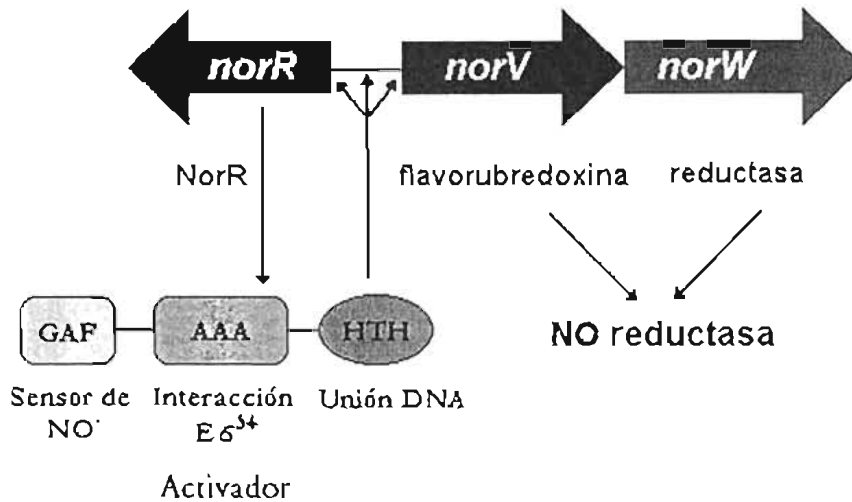 norR norV norW
NorR flavorubredoxina reductasa
GAF AAA HTH NO reductasa
Sensor de Interacción Unión DNA
NO· Eσ⁵⁴
Activador